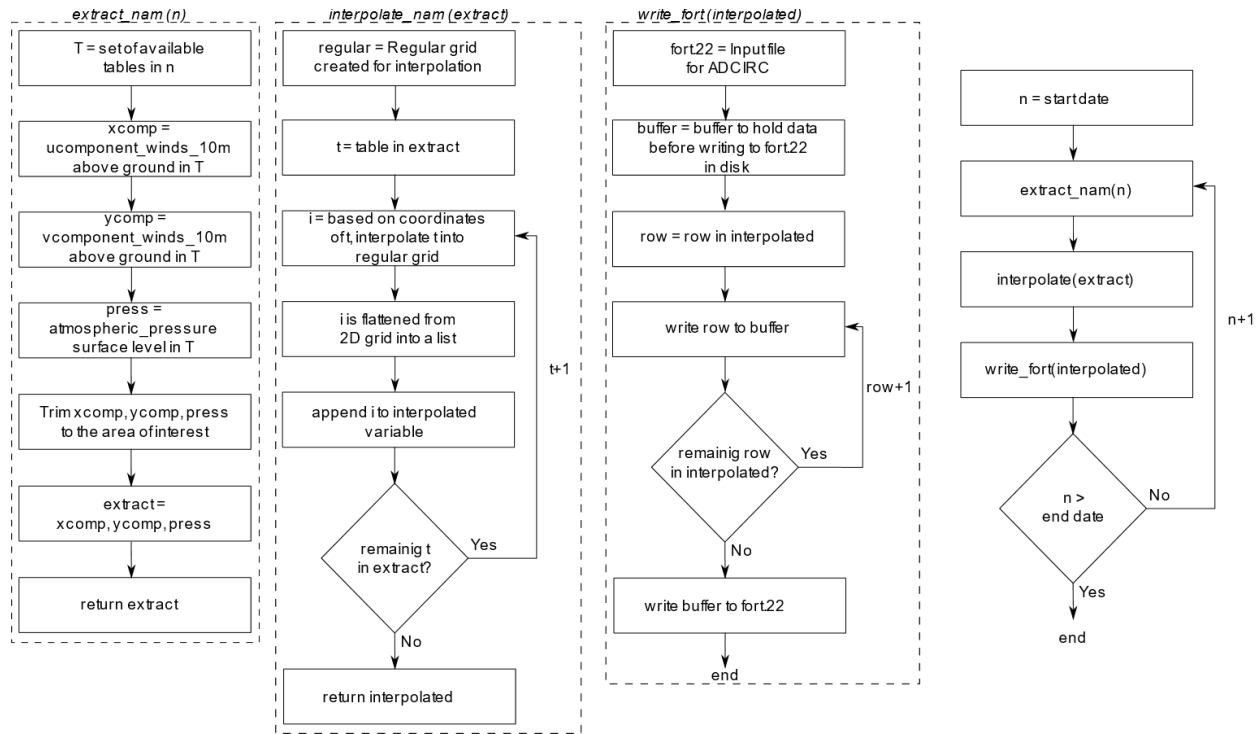 extract_nam (n)
T = set of available
tables in n
xcomp =
ucomponent_winds_10m
above ground in T
ycomp =
vcomponent_winds_10m
above ground in T
press =
atmospheric_pressure
surface level in T
Trim xcomp, ycomp, press
to the area of interest
extract =
xcomp, ycomp, press
return extract
interpolate_nam (extract)
regular = Regular grid
created for interpolation
t = table in extract
i = based on coordinates
of t, interpolate t into
regular grid
i is flattened from
2D grid into a list
append i to interpolated
variable
remainig t
in extract?
Yes
t+1
No
return interpolated
write_fort (interpolated)
fort.22 = Input file
for ADCIRC
buffer = buffer to hold data
before writing to fort.22
in disk
row = row in interpolated
write row to buffer
remainig row
in interpolated?
Yes
row+1
No
write buffer to fort.22
end
n = start date
extract_nam(n)
interpolate(extract)
write_fort(interpolated)
n >
end date
No
n+1
Yes
end